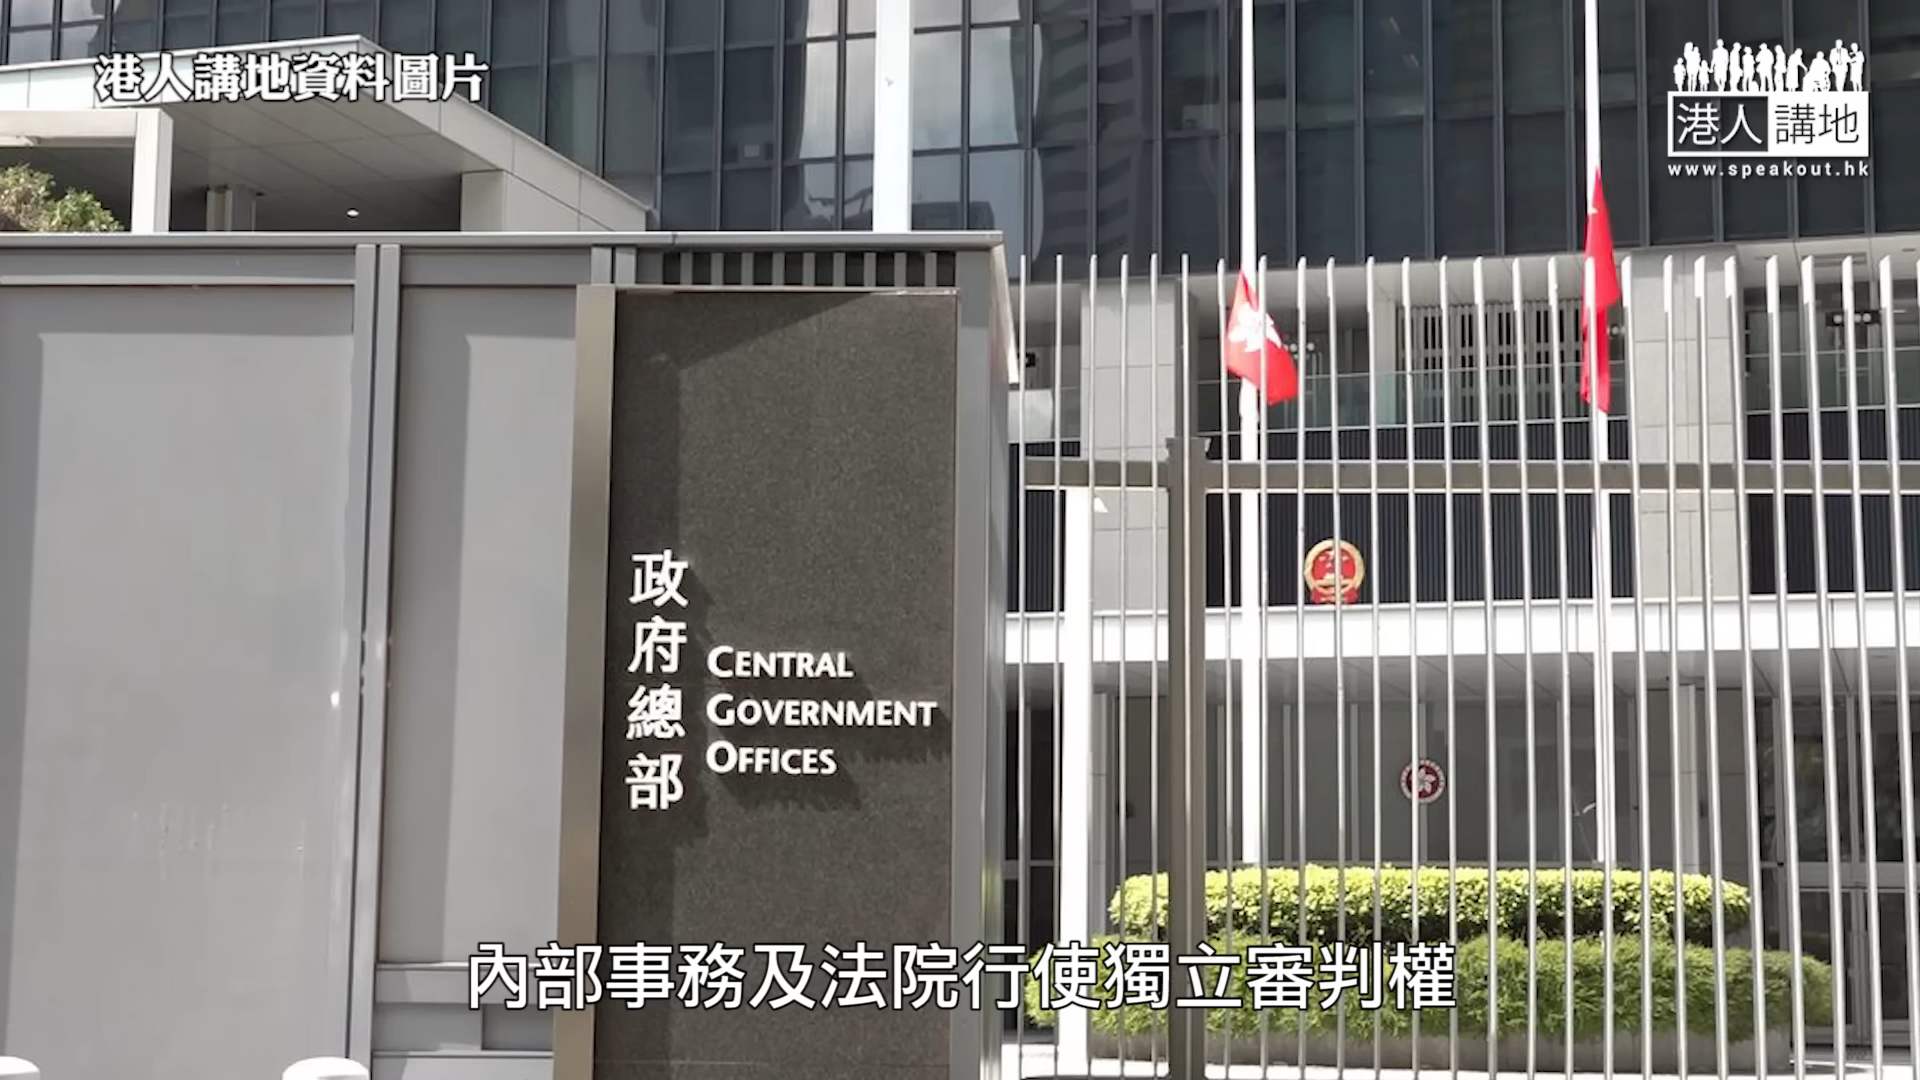 港人講地資料圖片
港人講地
www.speakout.hk
政府總部
CENTRAL
GOVERNMENT
OFFICES
內部事務及法院行使獨立審判權